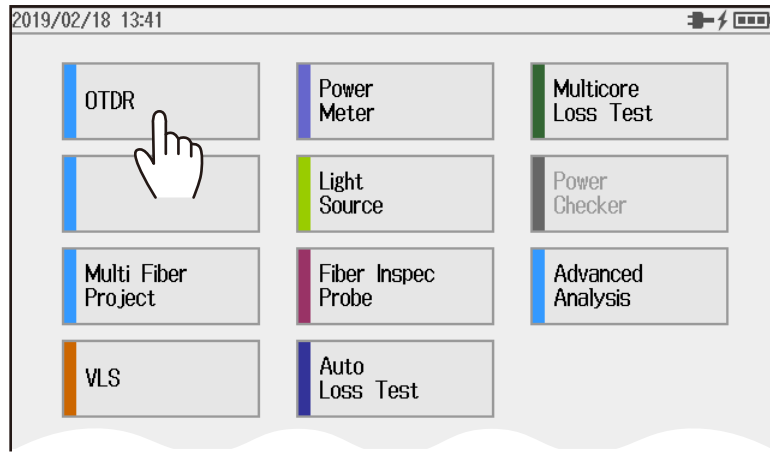 2019/02/18 13:41
OTDR
Power
Meter
Multicore
Loss Test
Light
Source
Power
Checker
Multi Fiber
Project
Fiber Inspec
Probe
Advanced
Analysis
VLS
Auto
Loss Test